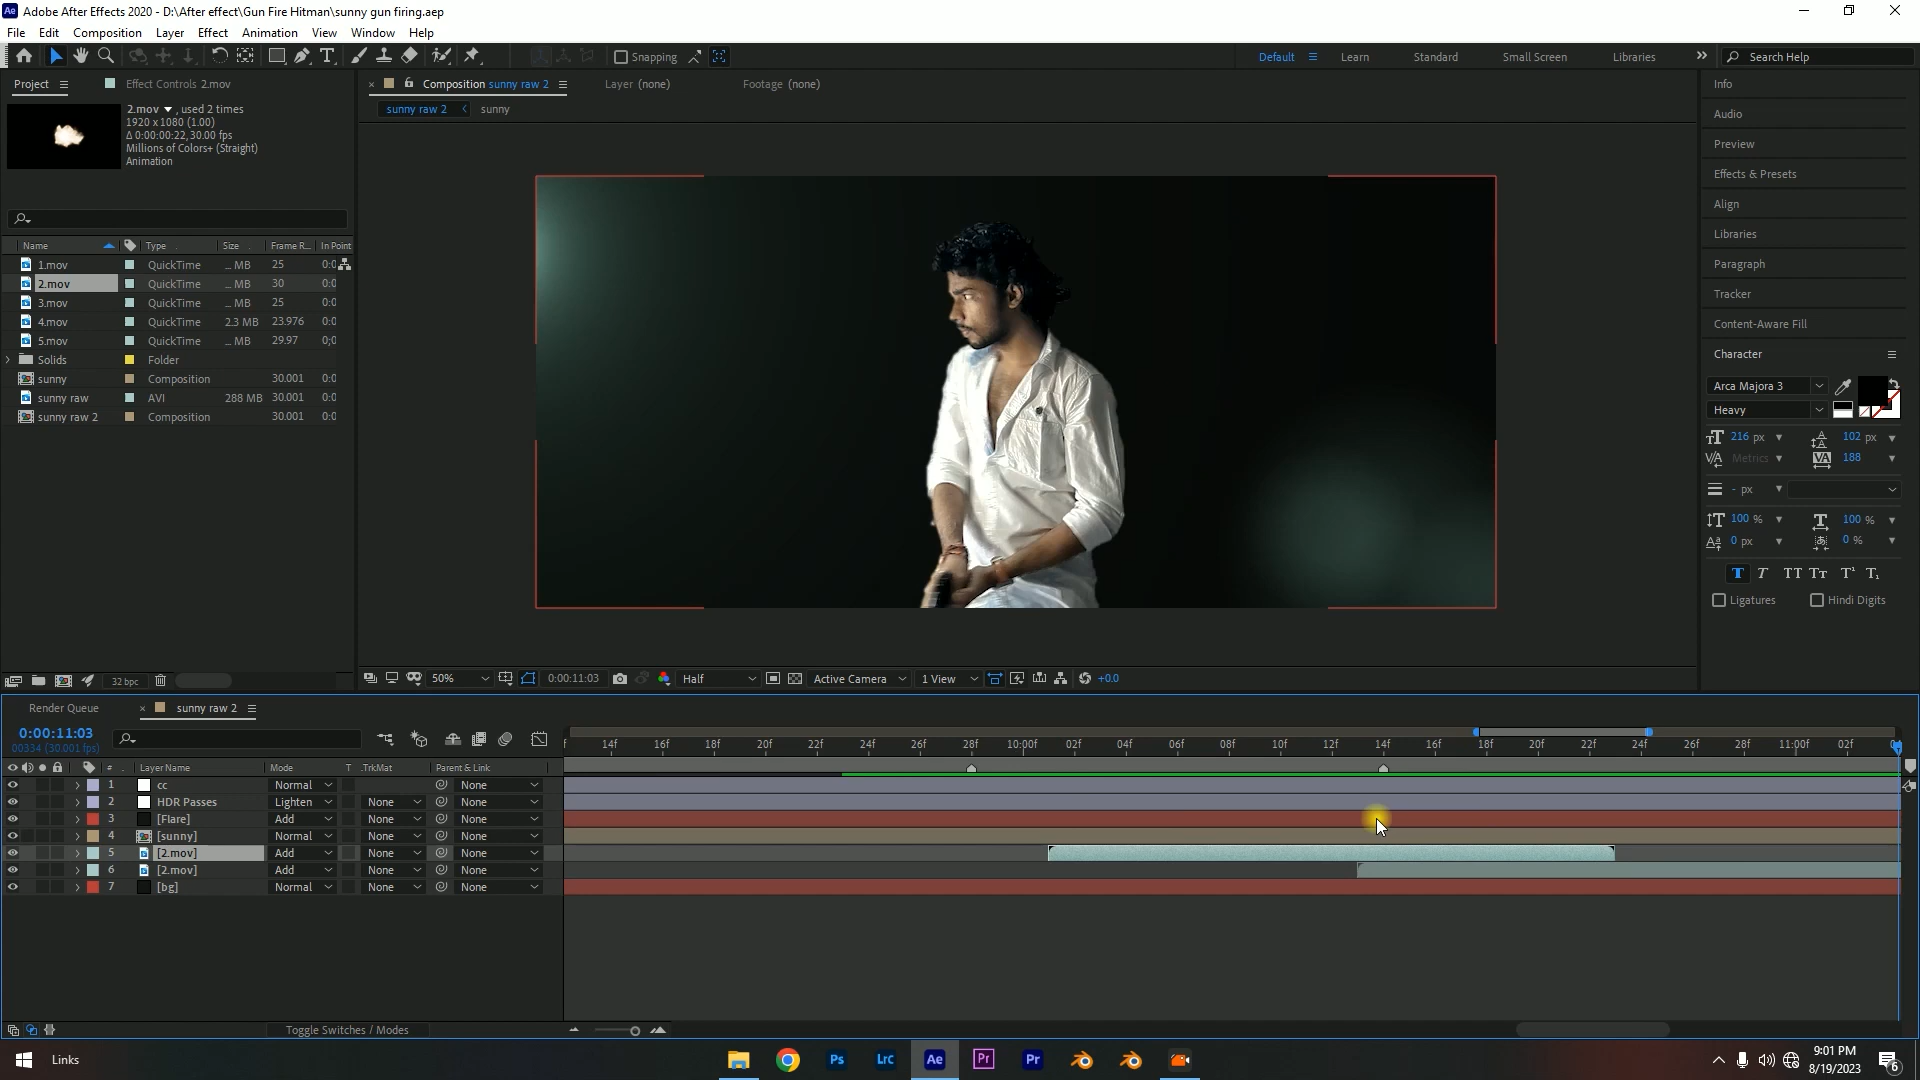 Adobe After Effects 2020 - D:\After effect\Gun Fire Hitman\sunny gun firing.aep
File Edit Composition Layer Effect Animation View Window Help
Snapping Default Learn Standard Small Screen Libraries Search Help
Project Effect Controls 2.mov Composition sunny raw 2 Layer (none) Footage (none)
2.mov , used 2 times
1920 x 1080 (1.00)
Δ 0:00:00:22, 30.00 fps
Millions of Colors+ (Straight)
Animation
sunny raw 2 sunny
Name Type Size Frame R... In Point
1.mov QuickTime ... MB 25 0:0
2.mov QuickTime ... MB 30 0:0
3.mov QuickTime ... MB 25 0:0
4.mov QuickTime 2.3 MB 23.976 0:0
5.mov QuickTime ... MB 29.97 0;0
Solids Folder
sunny Composition 30.001 0:0
sunny raw AVI 288 MB 30.001 0:0
sunny raw 2 Composition 30.001 0:0
32 bpc
50% 0:00:11:03 Half Active Camera 1 View +0.0
Info
Audio
Preview
Effects & Presets
Align
Libraries
Paragraph
Tracker
Content-Aware Fill
Character
Arca Majora 3
Heavy
216 px 102 px
Metrics 188
- px
100 % 100 %
0 px 0 %
T T TT Tт T¹ T₁
Ligatures Hindi Digits
Render Queue sunny raw 2
0:00:11:03
00334 (30.001 fps)
14f 16f 18f 20f 22f 24f 26f 28f 10:00f 02f 04f 06f 08f 10f 12f 14f 16f 18f 20f 22f 24f 26f 28f 11:00f 02f
# Layer Name Mode T .TrkMat Parent & Link
1 cc Normal None
2 HDR Passes Lighten None None
3 [Flare] Add None None
4 [sunny] Normal None None
5 [2.mov] Add None None
6 [2.mov] Add None None
7 [bg] Normal None None
Toggle Switches / Modes
Links Ps Lrc Ae Pr Pr
9:01 PM
8/19/2023
6